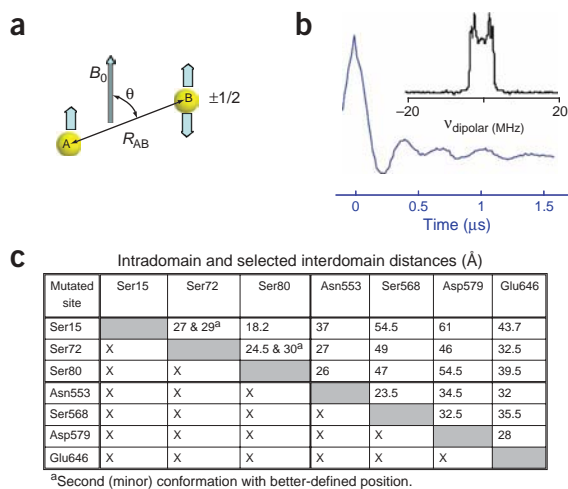 a
B0
θ
A
B
±1/2
RAB
b
−20
20
νdipolar (MHz)
0
0.5
1.0
1.5
Time (μs)
c
Intradomain and selected interdomain distances (Å)
Mutated site Ser15 Ser72 Ser80 Asn553 Ser568 Asp579 Glu646
Ser15 27 & 29a 18.2 37 54.5 61 43.7
Ser72 X 24.5 & 30a 27 49 46 32.5
Ser80 X X 26 47 54.5 39.5
Asn553 X X X 23.5 34.5 32
Ser568 X X X X 32.5 35.5
Asp579 X X X X X 28
Glu646 X X X X X X
aSecond (minor) conformation with better-defined position.